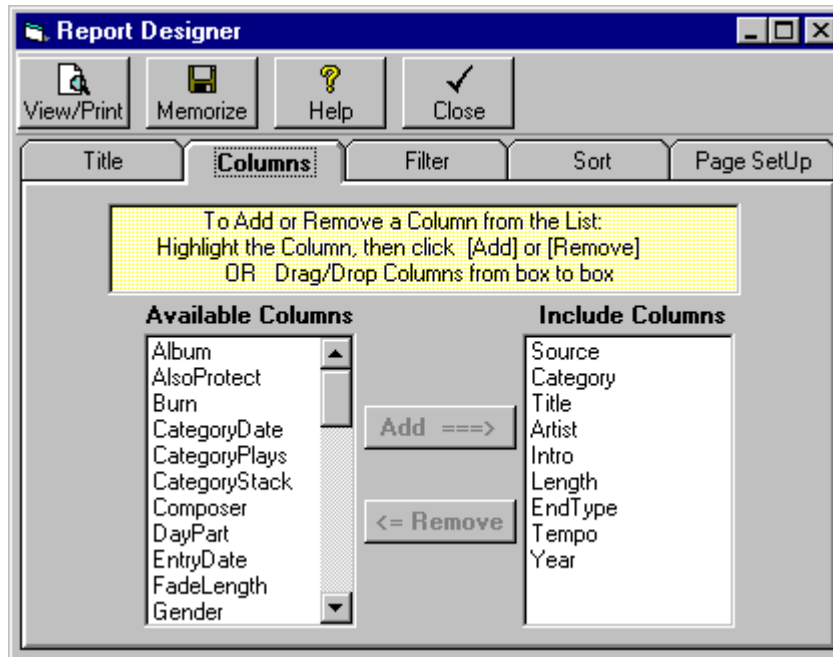 Report Designer
View/Print Memorize Help Close
Title Columns Filter Sort Page SetUp
To Add or Remove a Column from the List:
Highlight the Column, then click [Add] or [Remove]
OR Drag/Drop Columns from box to box
Available Columns
Album
AlsoProtect
Burn
CategoryDate
CategoryPlays
CategoryStack
Composer
DayPart
EntryDate
FadeLength
Gender
Add ===>
<= Remove
Include Columns
Source
Category
Title
Artist
Intro
Length
EndType
Tempo
Year